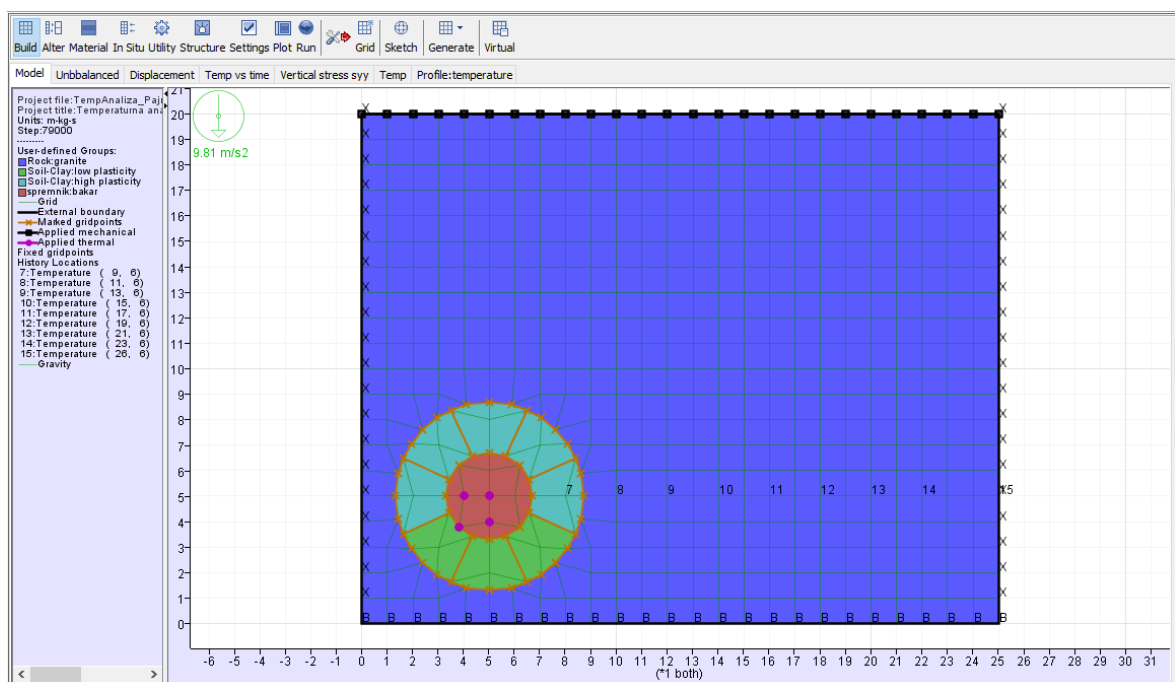 Build Alter Material In Situ Utility Structure Settings Plot Run Grid Sketch Generate Virtual
Model Unbbalanced Displacement Temp vs time Vertical stress syy Temp Profile:temperature
Project file:TempAnaliza_Paj
Project title:Temperaturna ana
Units: m-kg-s
Step:79000
----------
User-defined Groups:
Rock:granite
Soil-Clay:low plasticity
Soil-Clay:high plasticity
spremnik:bakar
Grid
External boundary
Marked gridpoints
Applied mechanical
Applied thermal
Fixed gridpoints
History Locations
7:Temperature ( 9, 6)
8:Temperature ( 11, 6)
9:Temperature ( 13, 6)
10:Temperature ( 15, 6)
11:Temperature ( 17, 6)
12:Temperature ( 19, 6)
13:Temperature ( 21, 6)
14:Temperature ( 23, 6)
15:Temperature ( 26, 6)
Gravity
9.81 m/s2
21
20
19
18
17
16
15
14
13
12
11
10
9
8
7
6
5
4
3
2
1
0
7 8 9 10 11 12 13 14 15
X X X X X X X X X X X X X X X X X X X X
X X X X X X X X X X X X X X X X X X X
B B B B B B B B B B B B B B B B B B B B B B B B B B
-6 -5 -4 -3 -2 -1 0 1 2 3 4 5 6 7 8 9 10 11 12 13 14 15 16 17 18 19 20 21 22 23 24 25 26 27 28 29 30 31
(*1 both)